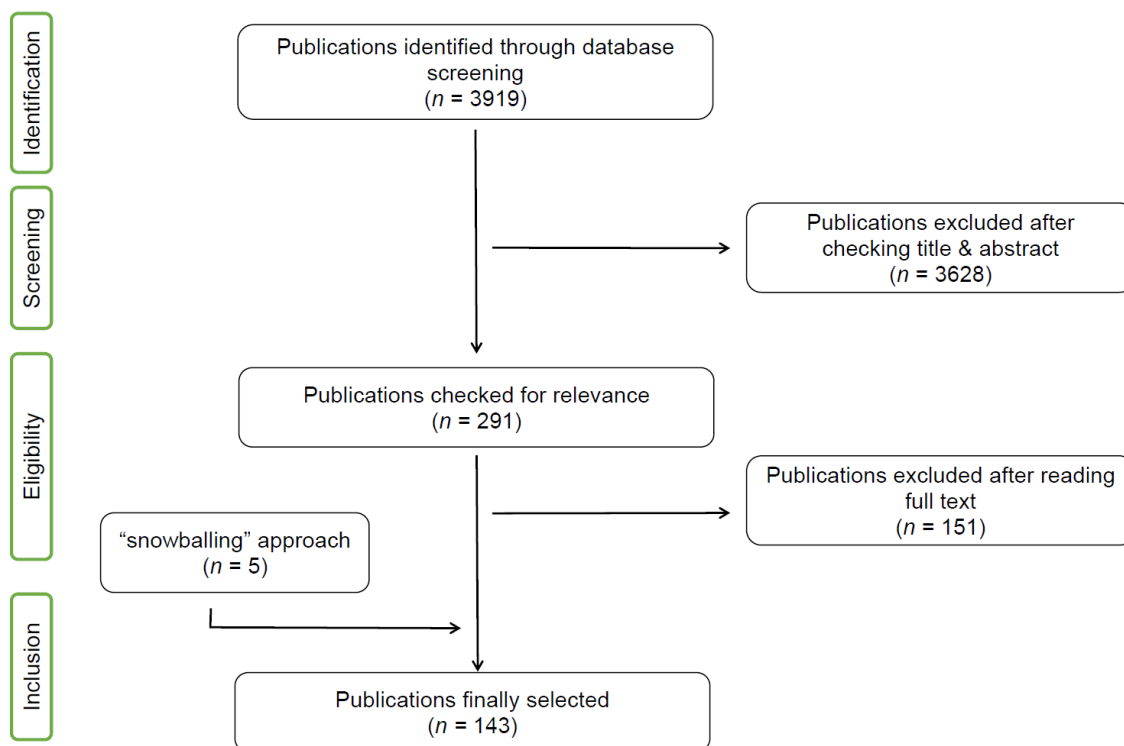 Identification
Publications identified through database
screening
(n = 3919)
Screening
Publications excluded after
checking title & abstract
(n = 3628)
Eligibility
Publications checked for relevance
(n = 291)
Publications excluded after reading
full text
(n = 151)
“snowballing” approach
(n = 5)
Inclusion
Publications finally selected
(n = 143)